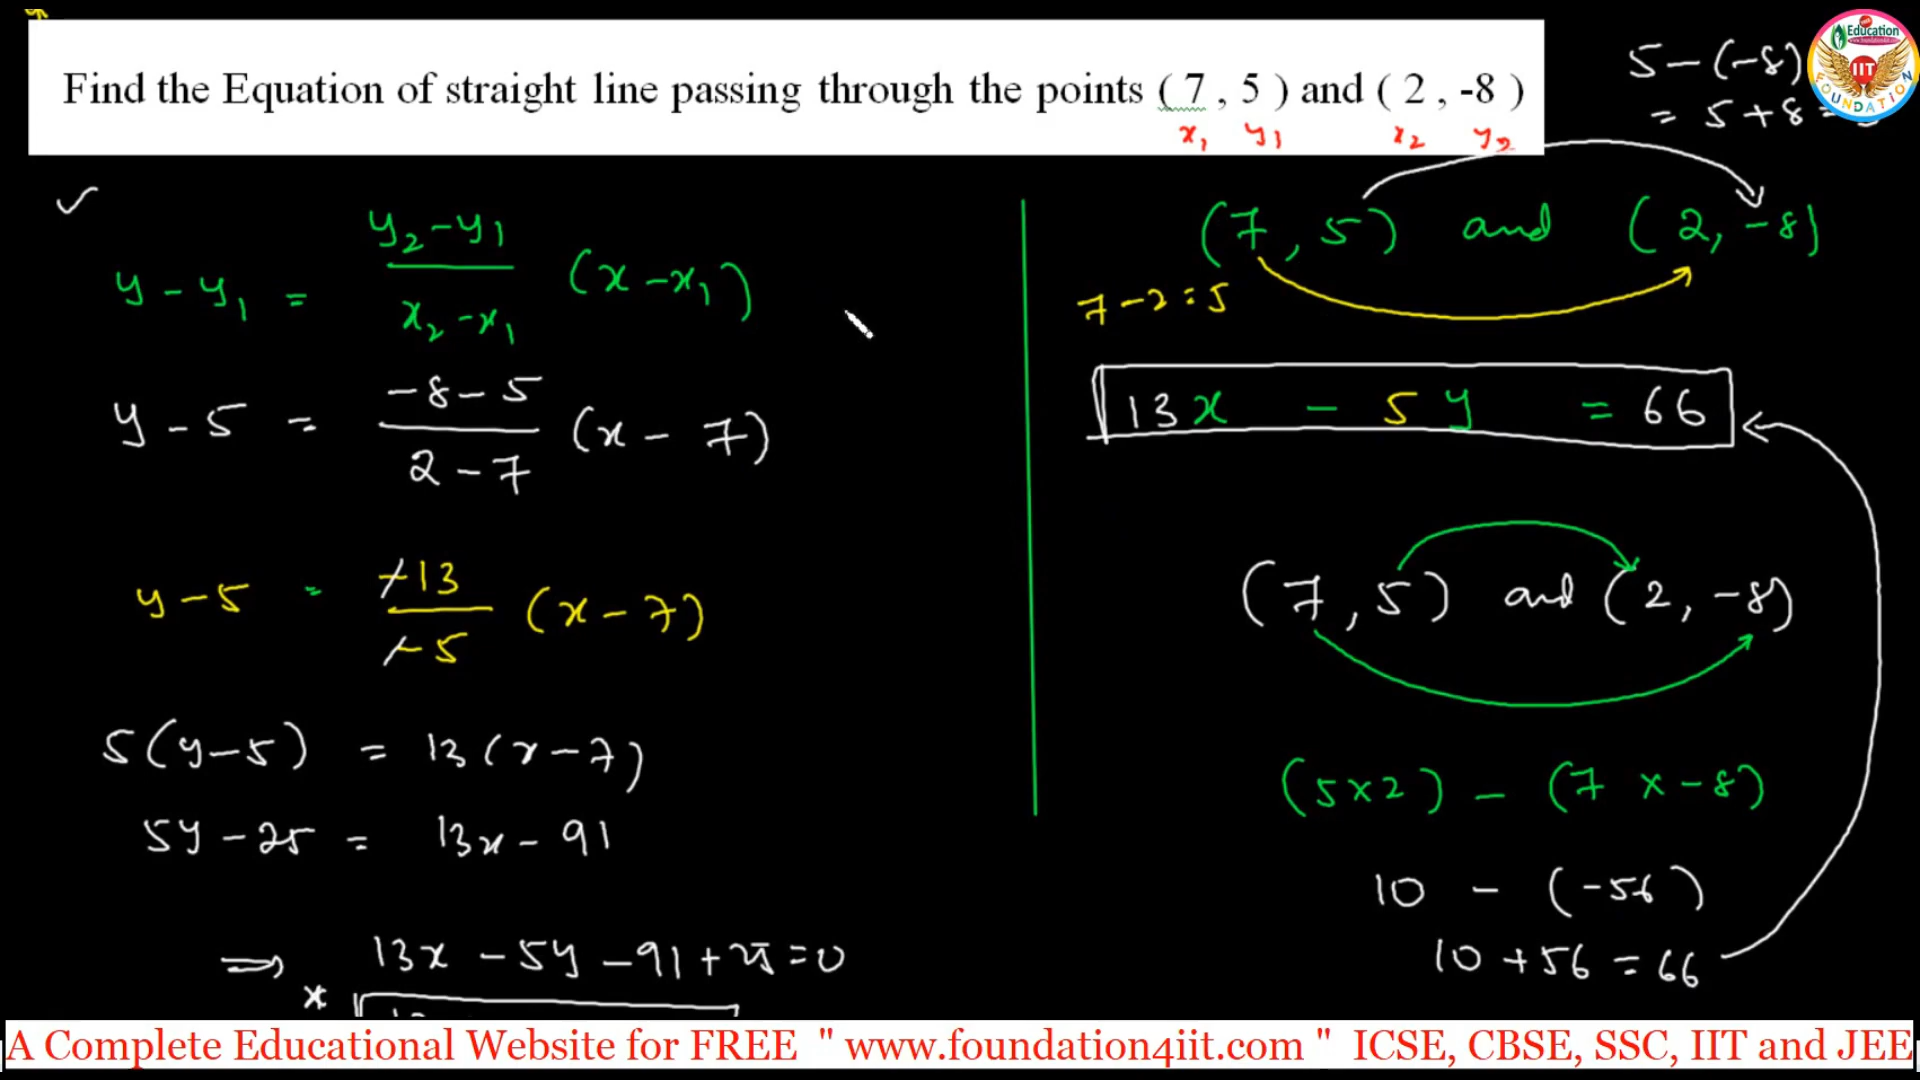 Find the Equation of straight line passing through the points ( 7 , 5 ) and ( 2 , -8 )
x₁ y₁ x₂ y₂
5 - (-8)
= 5 + 8 =
Education
IIT
FOUNDATION
y - y₁ = (y₂ - y₁)/(x₂ - x₁) (x - x₁)
y - 5 = (-8 - 5)/(2 - 7) (x - 7)
y - 5 = -13/-5 (x - 7)
5(y - 5) = 13(x - 7)
5y - 25 = 13x - 91
⇒ 13x - 5y - 91 + 25 = 0
*
(7, 5) and (2, -8)
7 - 2 = 5
13x - 5y = 66
(7, 5) and (2, -8)
(5 × 2) - (7 × -8)
10 - (-56)
10 + 56 = 66
A Complete Educational Website for FREE " www.foundation4iit.com " ICSE, CBSE, SSC, IIT and JEE